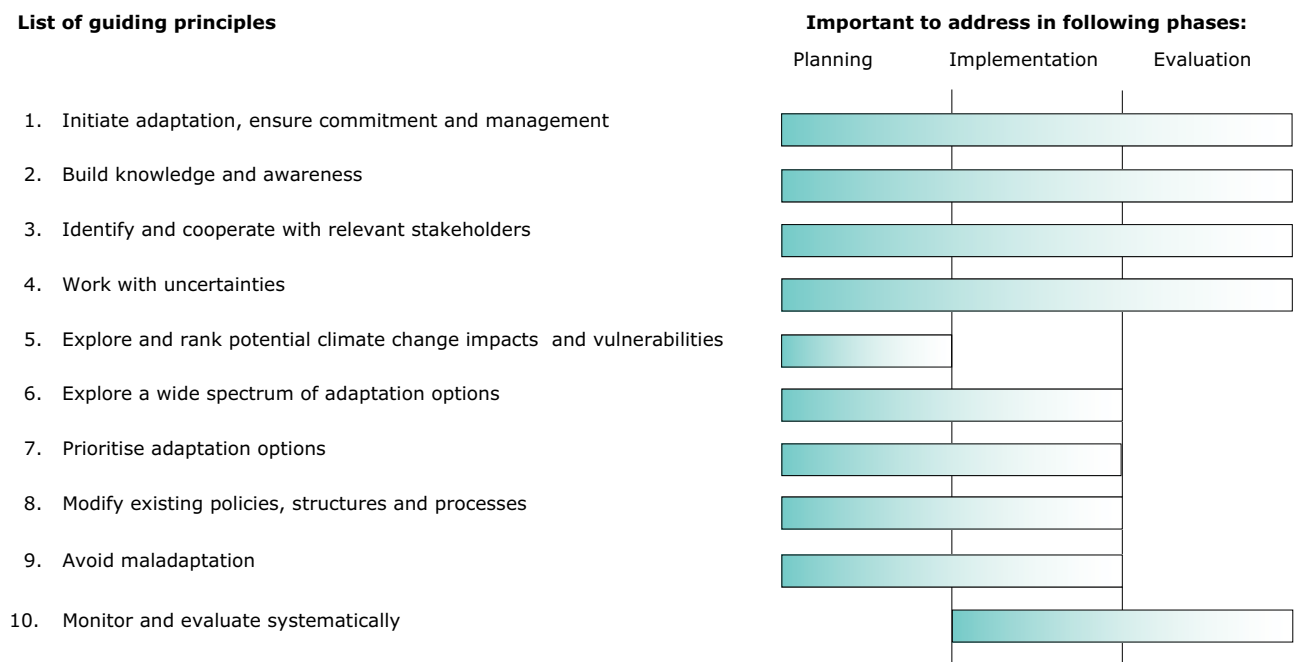 List of guiding principles
Important to address in following phases:
Planning Implementation Evaluation
1. Initiate adaptation, ensure commitment and management
2. Build knowledge and awareness
3. Identify and cooperate with relevant stakeholders
4. Work with uncertainties
5. Explore and rank potential climate change impacts and vulnerabilities
6. Explore a wide spectrum of adaptation options
7. Prioritise adaptation options
8. Modify existing policies, structures and processes
9. Avoid maladaptation
10. Monitor and evaluate systematically